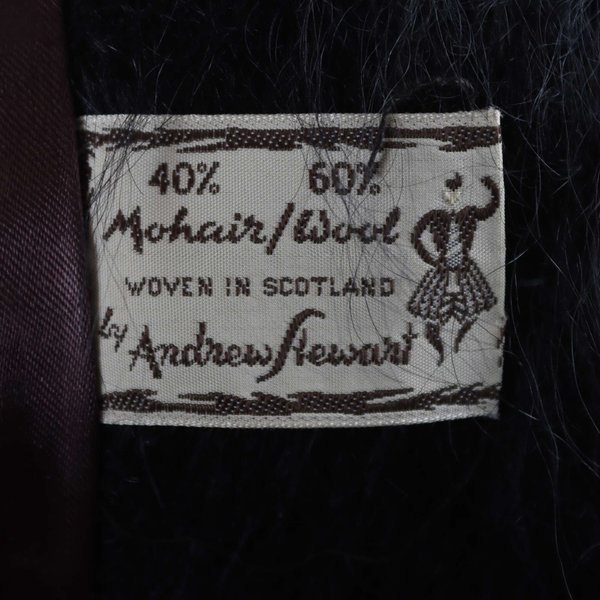 40% 60%
Mohair/Wool
WOVEN IN SCOTLAND
by Andrew Stewart